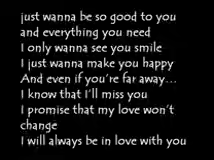 just wanna be so good to you
and everything you need
I only wanna see you smile
I just wanna make you happy
And even if you're far away...
I know that I'll miss you
I promise that my love won't
change
I will always be in love with you